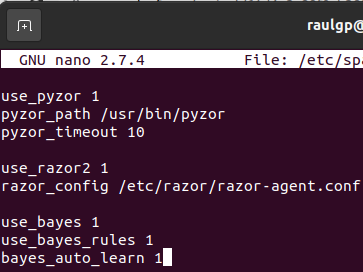 raulgp@
GNU nano 2.7.4 File: /etc/spa
use_pyzor 1
pyzor_path /usr/bin/pyzor
pyzor_timeout 10
use_razor2 1
razor_config /etc/razor/razor-agent.conf
use_bayes 1
use_bayes_rules 1
bayes_auto_learn 1